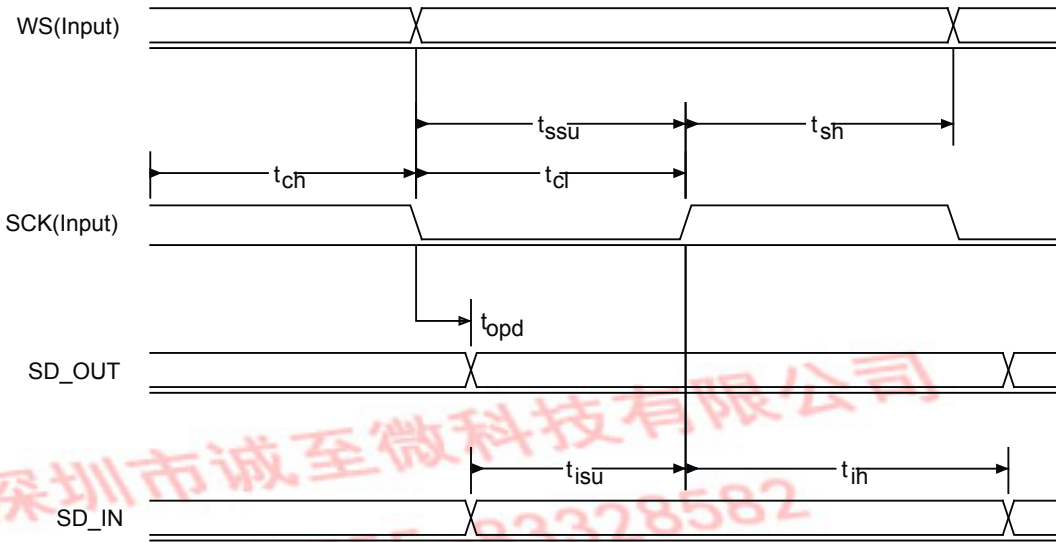 WS(Input)
tssu
tsh
tch
tcl
SCK(Input)
topd
SD_OUT
深圳市诚至微科技有限公司
tisu
tih
SD_IN
83328582